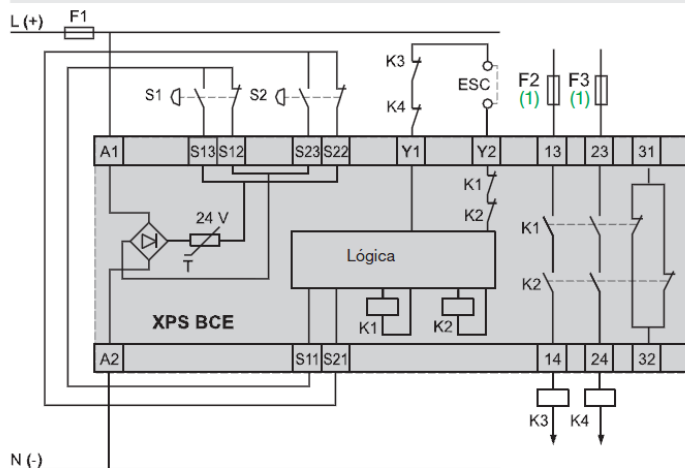 L (+)
F1
S1
S2
K3
K4
ESC
F2
(1)
F3
(1)
A1
S13
S12
S23
S22
Y1
Y2
13
23
31
24 V
T
K1
K2
Lógica
K1
K2
K1
K2
XPS BCE
A2
S11
S21
14
24
32
K3
K4
N (-)